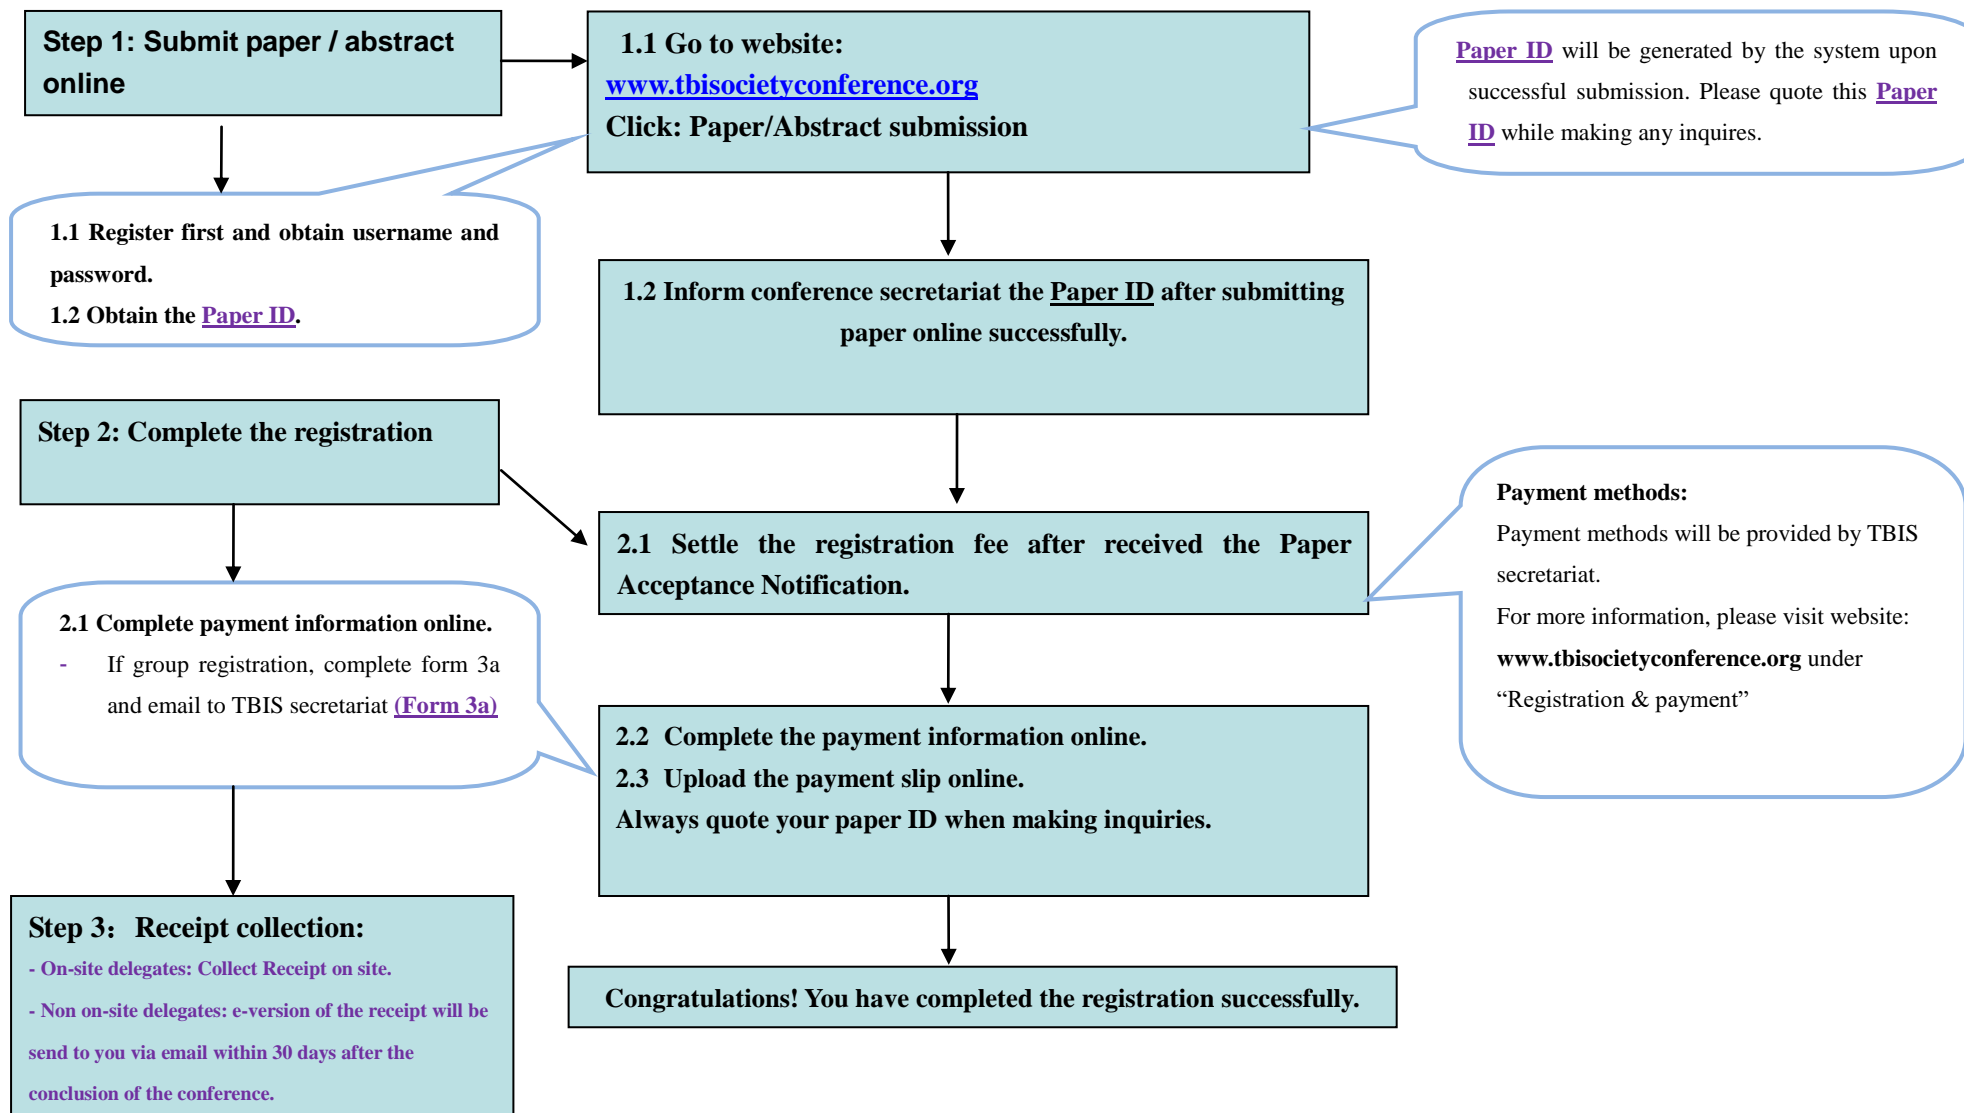 Step 1: Submit paper / abstract
online
1.1 Go to website:
www.tbisocietyconference.org
Click: Paper/Abstract submission
Paper ID will be generated by the system upon
successful submission. Please quote this Paper
ID while making any inquires.
1.1 Register first and obtain username and
password.
1.2 Obtain the Paper ID.
1.2 Inform conference secretariat the Paper ID after submitting
paper online successfully.
Step 2: Complete the registration
2.1 Settle the registration fee after received the Paper
Acceptance Notification.
Payment methods:
Payment methods will be provided by TBIS
secretariat.
For more information, please visit website:
www.tbisocietyconference.org under
“Registration & payment”
2.1 Complete payment information online.
- If group registration, complete form 3a
and email to TBIS secretariat (Form 3a)
2.2 Complete the payment information online.
2.3 Upload the payment slip online.
Always quote your paper ID when making inquiries.
Step 3：Receipt collection:
- On-site delegates: Collect Receipt on site.
- Non on-site delegates: e-version of the receipt will be
send to you via email within 30 days after the
conclusion of the conference.
Congratulations! You have completed the registration successfully.